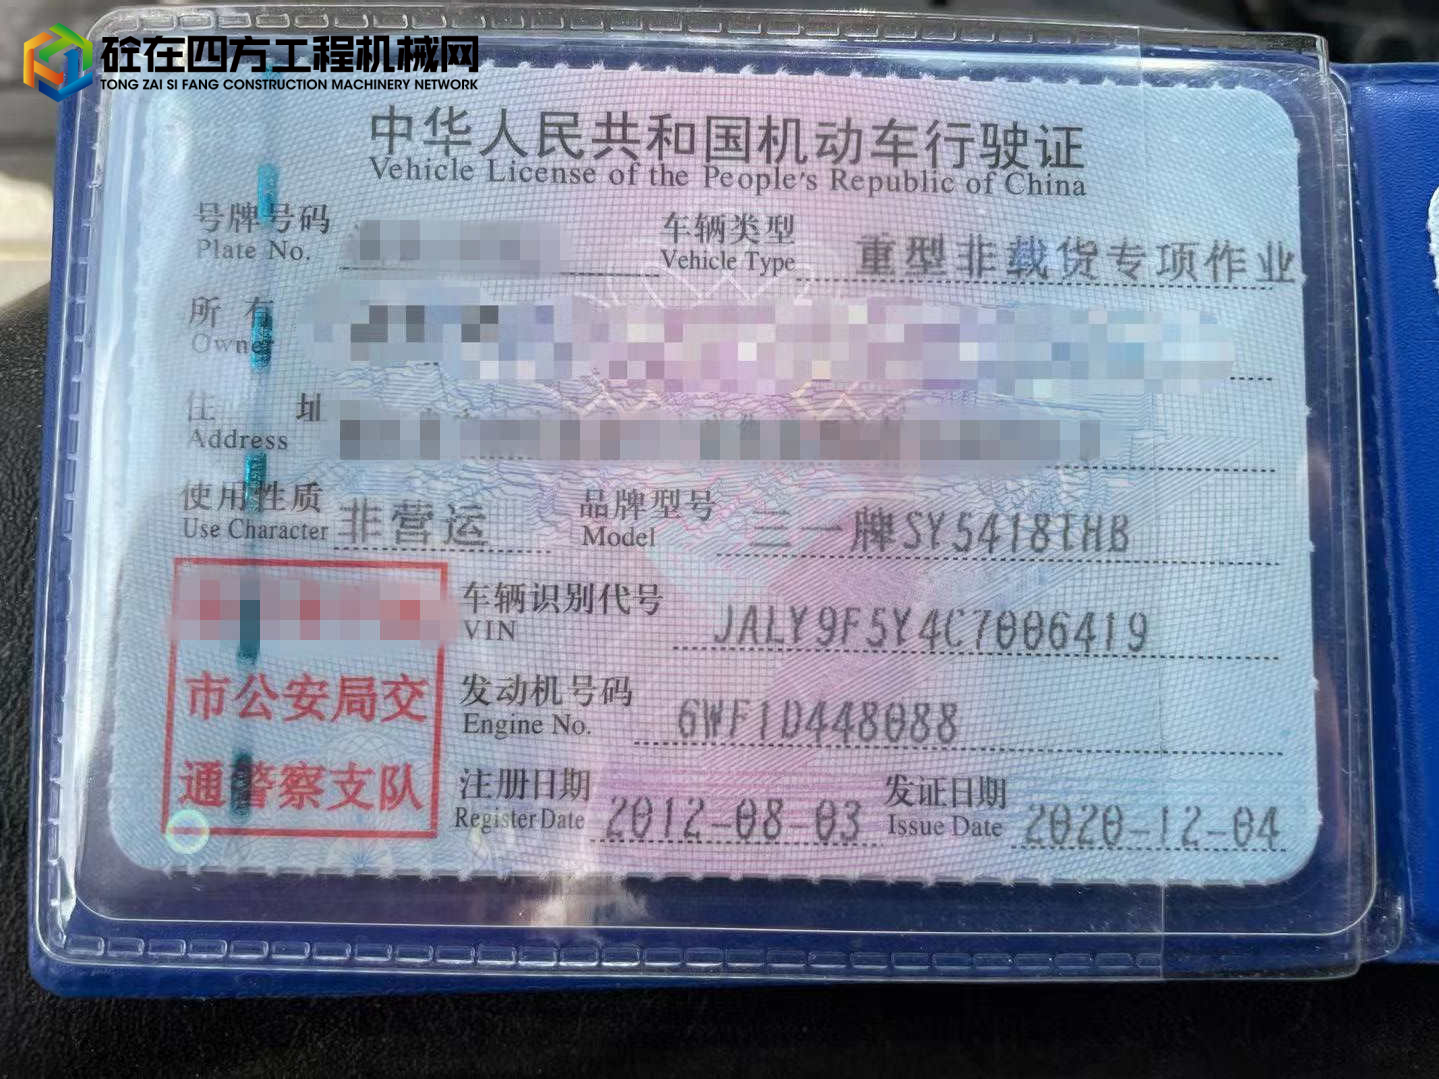 砼在四方工程机械网
TONG ZAI SI FANG CONSTRUCTION MACHINERY NETWORK
中华人民共和国机动车行驶证
Vehicle License of the People's Republic of China
号牌号码
Plate No.
车辆类型 重型非载货专项作业
Vehicle Type
所 有
Owner
住 址
Address
使用性质 非营运
Use Character
品牌型号 三一牌SY5418THB
Model
车辆识别代号 JALY9F5Y4C7006419
VIN
市公安局交
通警察支队
发动机号码 6WF1D448088
Engine No.
注册日期 2012-08-03
Register Date
发证日期 2020-12-04
Issue Date